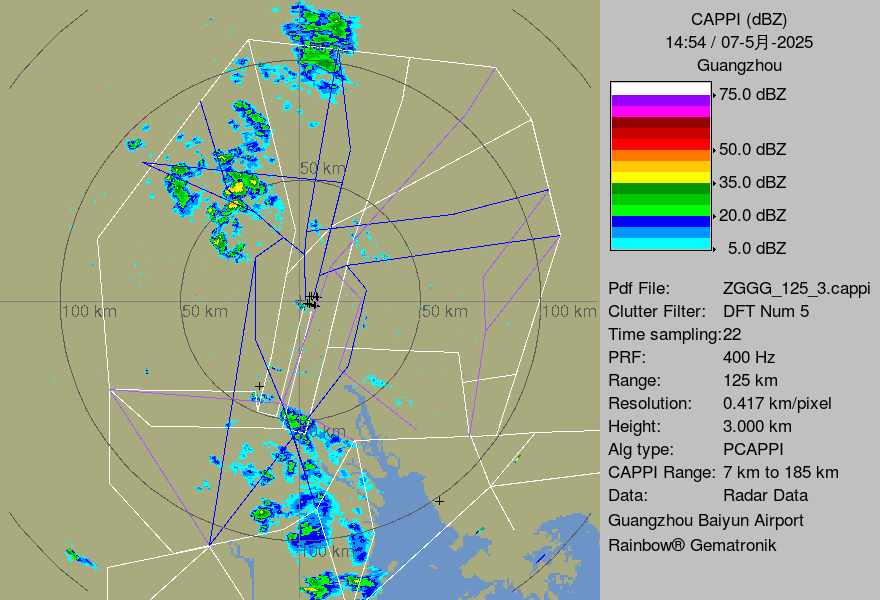 CAPPI (dBZ)
14:54 / 07-5月-2025
Guangzhou
75.0 dBZ
50.0 dBZ
35.0 dBZ
20.0 dBZ
5.0 dBZ
50 km
100 km
50 km
50 km
100 km
50 km
100 km
Pdf File: ZGGG_125_3.cappi
Clutter Filter: DFT Num 5
Time sampling:22
PRF: 400 Hz
Range: 125 km
Resolution: 0.417 km/pixel
Height: 3.000 km
Alg type: PCAPPI
CAPPI Range: 7 km to 185 km
Data: Radar Data
Guangzhou Baiyun Airport
Rainbow® Gematronik